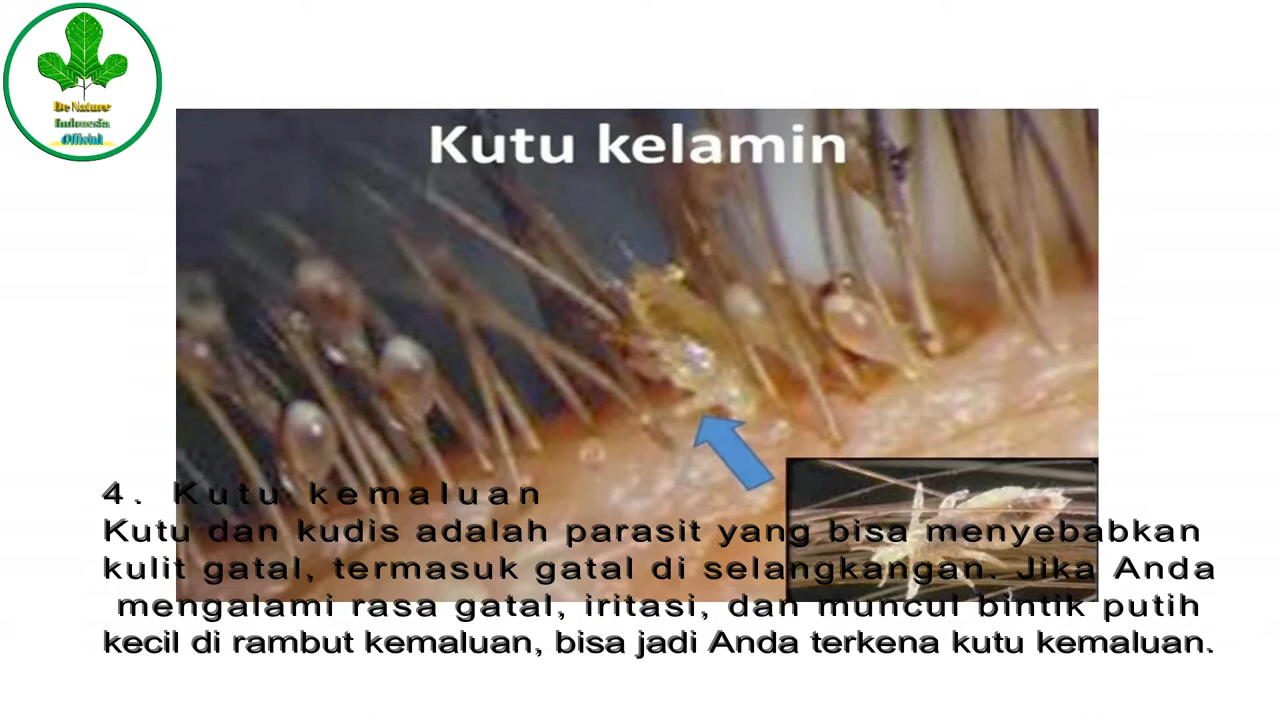 De Nature
Indonesia
Official
Kutu kelamin
4. Kutu kemaluan
Kutu dan kudis adalah parasit yang bisa menyebabkan
kulit gatal, termasuk gatal di selangkangan. Jika Anda
mengalami rasa gatal, iritasi, dan muncul bintik putih
kecil di rambut kemaluan, bisa jadi Anda terkena kutu kemaluan.